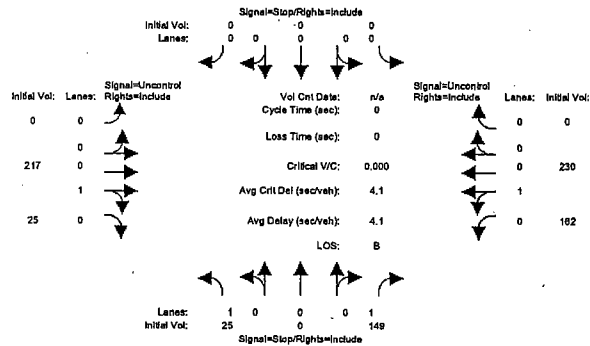 Signal=Stop/Rights=Include
Initial Vol: 0 0 0
Lanes: 0 0 0 0 0
Signal=Uncontrol
Initial Vol: Lanes: Rights=Include
Vol Cnt Date: n/a
Signal=Uncontrol
Rights=Include Lanes: Initial Vol:
Cycle Time (sec): 0
0 0 0 0
Loss Time (sec): 0
0 0
217 0 Critical V/C: 0.000 0 230
1 Avg Crit Del (sec/veh): 4.1 1
25 0 Avg Delay (sec/veh): 4.1 0 162
LOS: B
Lanes: 1 0 0 0 1
Initial Vol: 25 0 149
Signal=Stop/Rights=Include